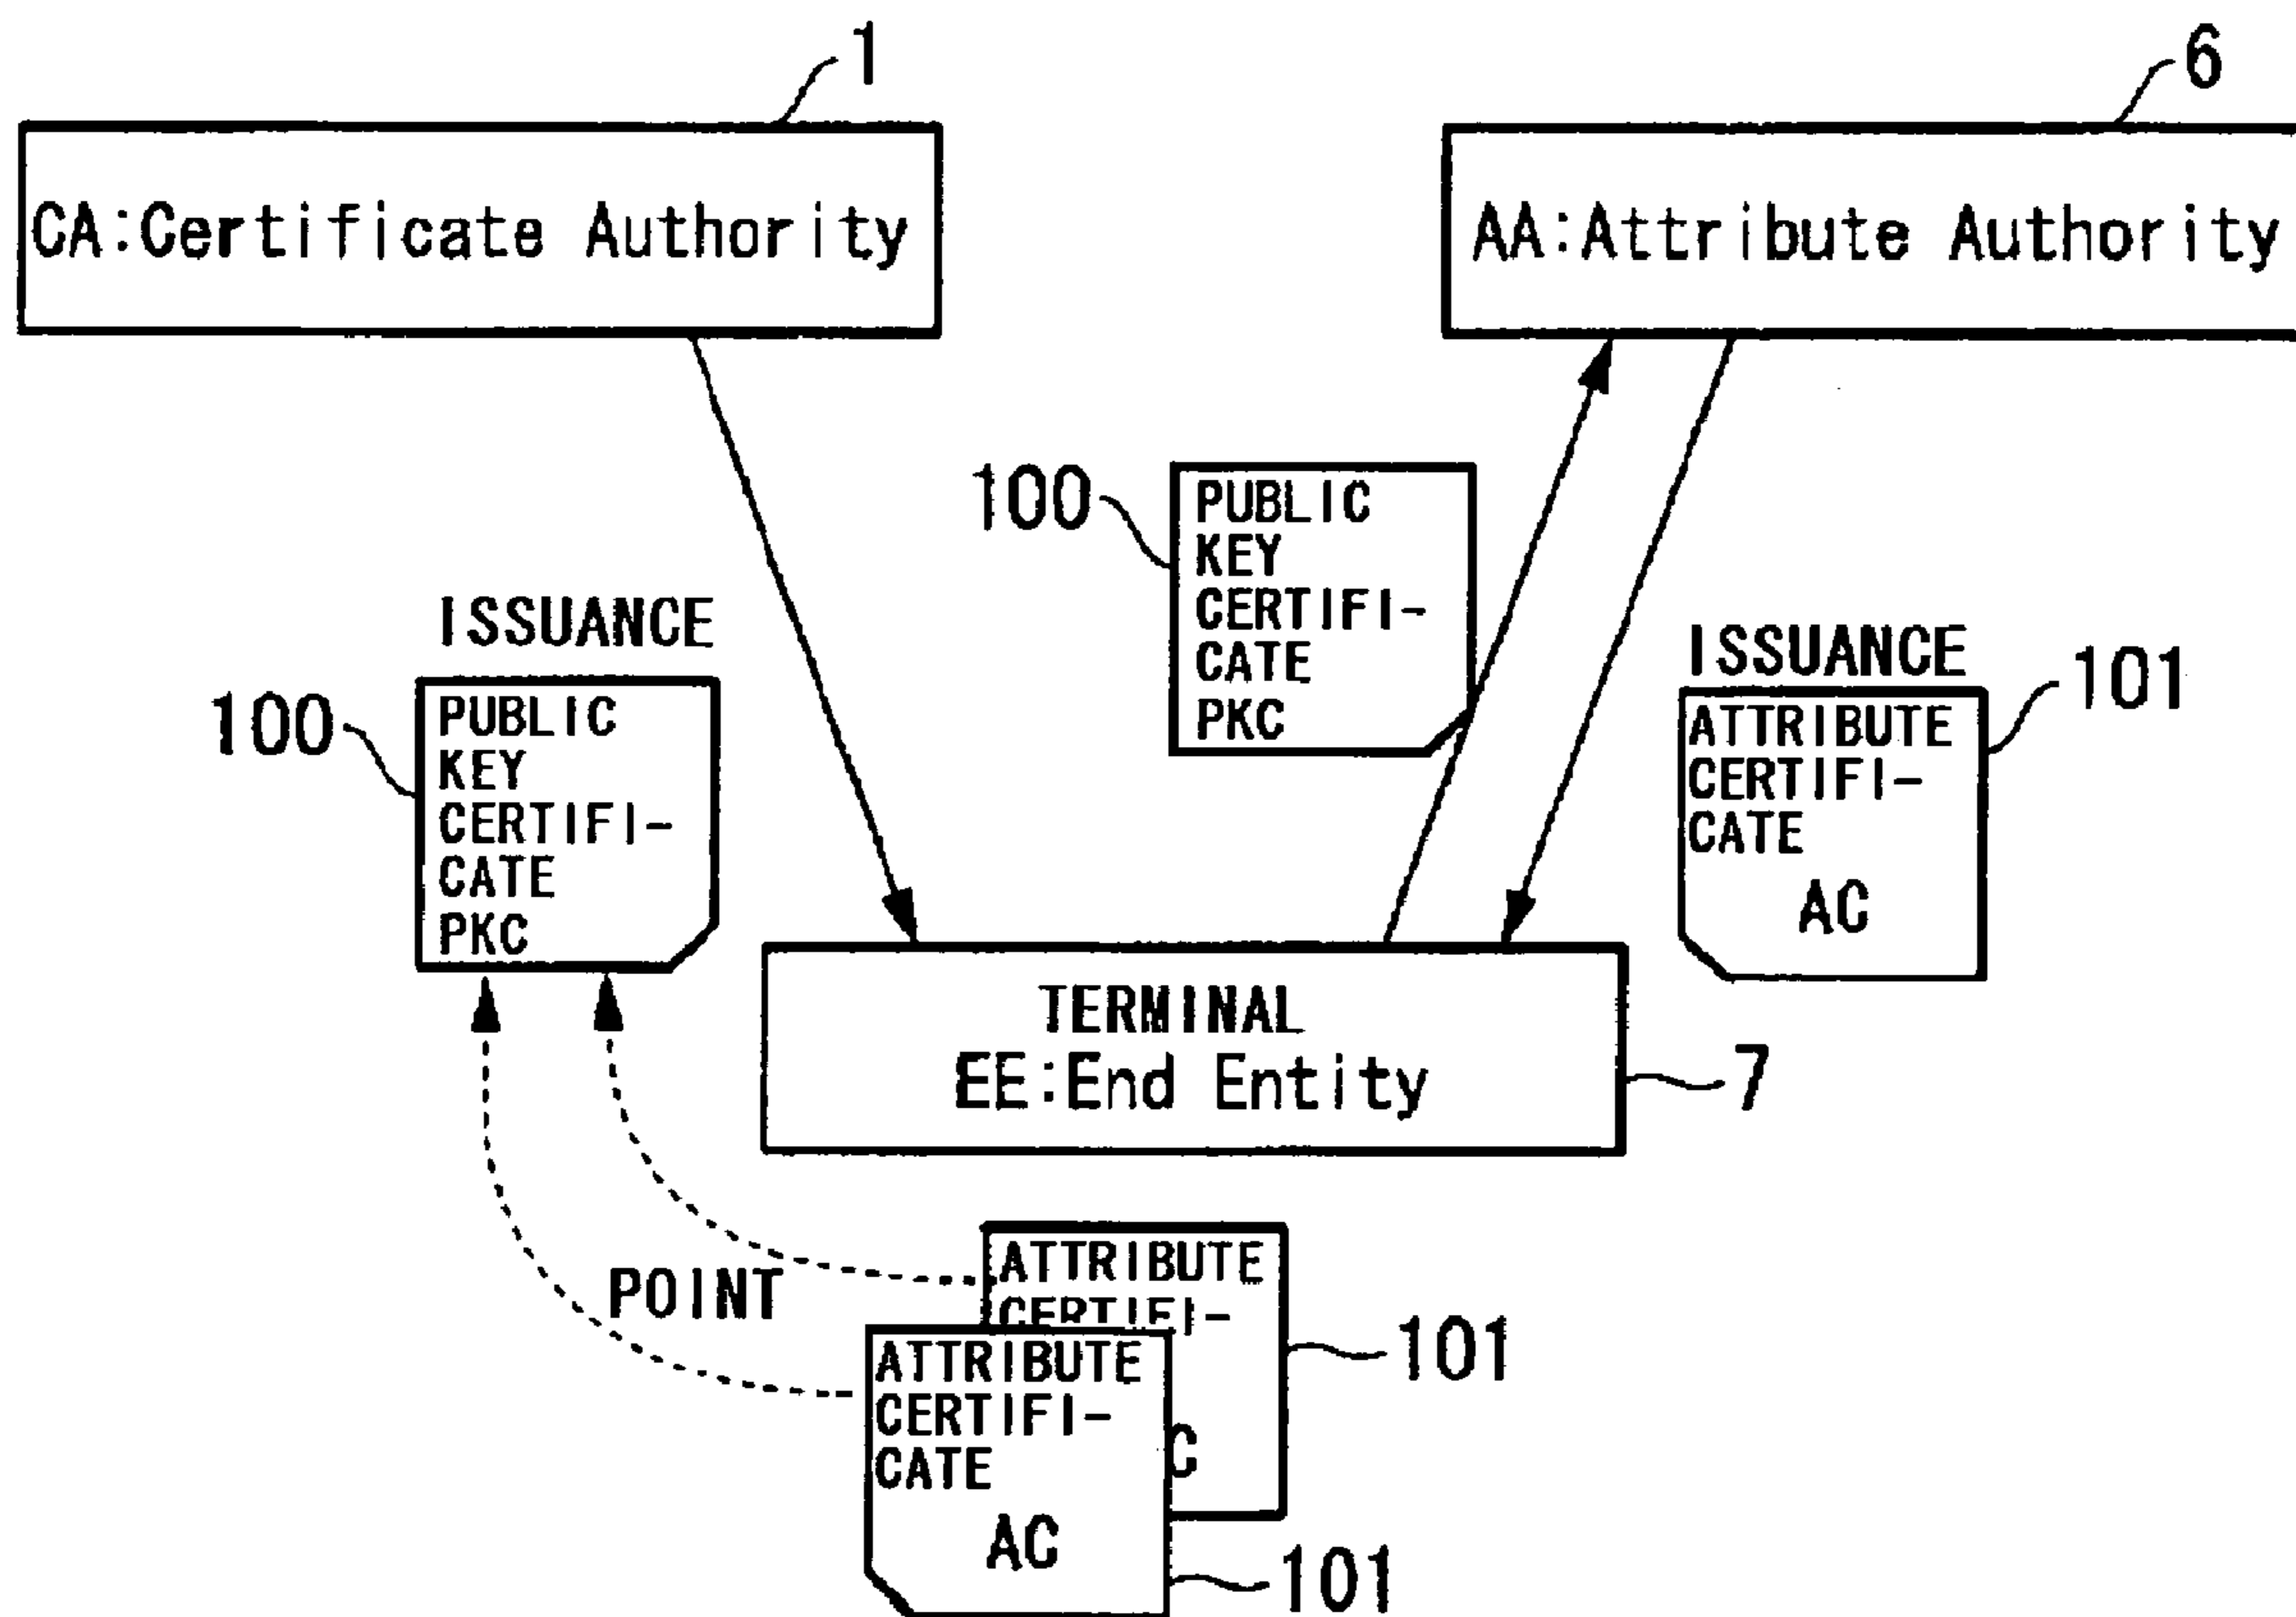 1
6
CA:Certificate Authority
AA:Attribute Authority
100
PUBLIC
KEY
CERTIFI-
CATE
PKC
ISSUANCE
100
PUBLIC
KEY
CERTIFI-
CATE
PKC
ISSUANCE
101
ATTRIBUTE
CERTIFI-
CATE
AC
TERMINAL
EE:End Entity
7
POINT
ATTRIBUTE
CERTIFI-
C
101
ATTRIBUTE
CERTIFI-
CATE
AC
101